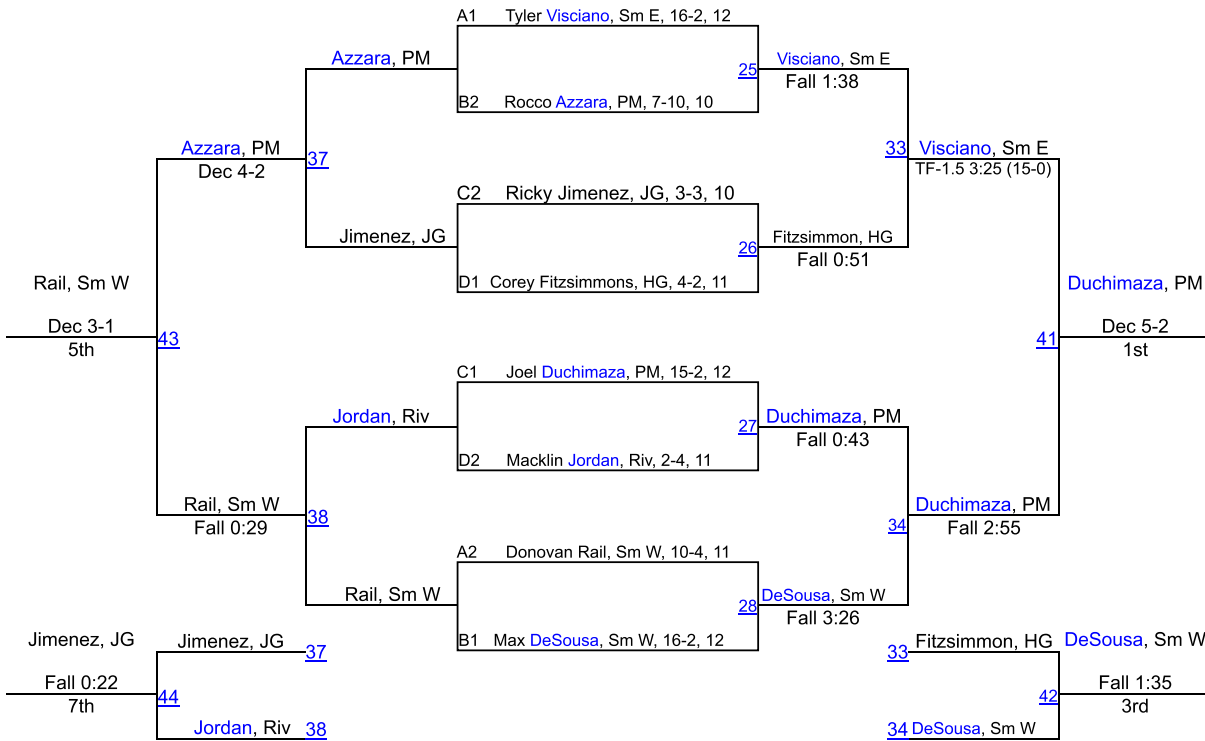 A1 Tyler Visciano, Sm E, 16-2, 12
Azzara, PM
25
Visciano, Sm E
Fall 1:38
B2 Rocco Azzara, PM, 7-10, 10
Azzara, PM
Dec 4-2
37
33
Visciano, Sm E
TF-1.5 3:25 (15-0)
C2 Ricky Jimenez, JG, 3-3, 10
Jimenez, JG
26
Fitzsimmon, HG
Fall 0:51
D1 Corey Fitzsimmons, HG, 4-2, 11
Rail, Sm W
Dec 3-1
5th
43
Duchimaza, PM
41
Dec 5-2
1st
C1 Joel Duchimaza, PM, 15-2, 12
Jordan, Riv
27
Duchimaza, PM
Fall 0:43
D2 Macklin Jordan, Riv, 2-4, 11
Rail, Sm W
Fall 0:29
38
34
Duchimaza, PM
Fall 2:55
A2 Donovan Rail, Sm W, 10-4, 11
Rail, Sm W
28
DeSousa, Sm W
Fall 3:26
B1 Max DeSousa, Sm W, 16-2, 12
Jimenez, JG
Jimenez, JG
37
Fall 0:22
7th
44
Jordan, Riv
38
33
Fitzsimmon, HG
DeSousa, Sm W
42
Fall 1:35
3rd
34
DeSousa, Sm W